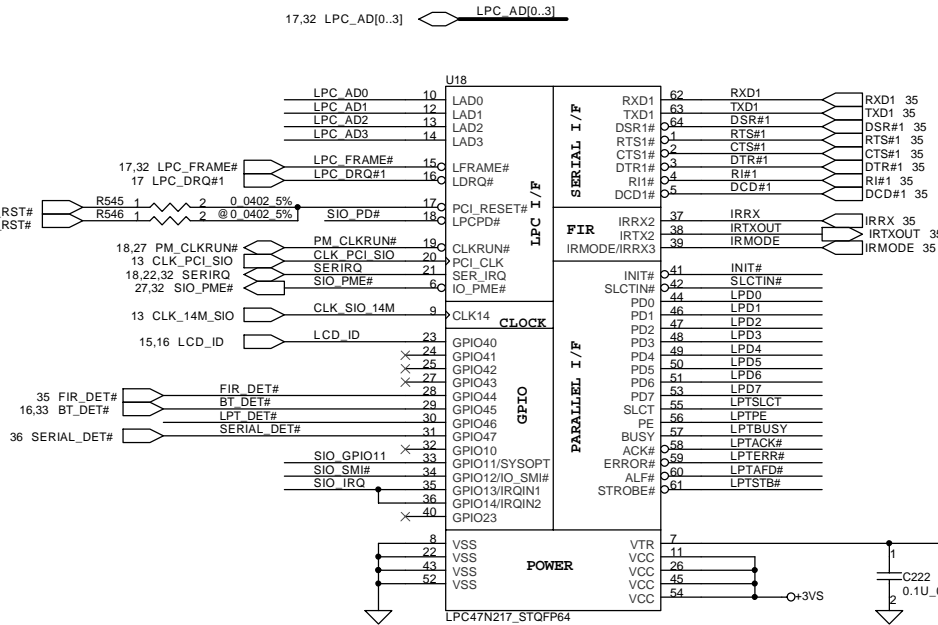 17,32 LPC_AD[0..3] LPC_AD[0..3]
U18
LPC_AD0 10 LAD0
LPC_AD1 12 LAD1
LPC_AD2 13 LAD2
LPC_AD3 14 LAD3
17,32 LPC_FRAME# LPC_FRAME# 15 LFRAME#
17 LPC_DRQ#1 LPC_DRQ#1 16 LDRQ#
_RST# R545 1 2 0_0402_5% 17 PCI_RESET#
_RST# R546 1 2 @0_0402_5% SIO_PD# 18 LPCPD#
18,27 PM_CLKRUN# PM_CLKRUN# 19 CLKRUN#
13 CLK_PCI_SIO CLK_PCI_SIO 20 PCI_CLK
18,22,32 SERIRQ SERIRQ 21 SER_IRQ
27,32 SIO_PME# SIO_PME# 6 IO_PME#
LPC I/F
13 CLK_14M_SIO CLK_SIO_14M 9 CLK14
CLOCK
15,16 LCD_ID LCD_ID 23 GPIO40
24 GPIO41
25 GPIO42
27 GPIO43
35 FIR_DET# FIR_DET# 28 GPIO44
16,33 BT_DET# BT_DET# 29 GPIO45
LPT_DET# 30 GPIO46
36 SERIAL_DET# SERIAL_DET# 31 GPIO47
32 GPIO10
SIO_GPIO11 33 GPIO11/SYSOPT
SIO_SMI# 34 GPIO12/IO_SMI#
SIO_IRQ 35 GPIO13/IRQIN1
36 GPIO14/IRQIN2
40 GPIO23
GPIO
8 VSS
22 VSS
43 VSS
52 VSS
POWER
SERIAL I/F
RXD1 62 RXD1 RXD1 35
TXD1 63 TXD1 TXD1 35
DSR1# 64 DSR#1 DSR#1 35
RTS1# 1 RTS#1 RTS#1 35
CTS1# 2 CTS#1 CTS#1 35
DTR1# 3 DTR#1 DTR#1 35
RI1# 4 RI#1 RI#1 35
DCD1# 5 DCD#1 DCD#1 35
FIR
IRRX2 37 IRRX IRRX 35
IRTX2 38 IRTXOUT IRTXOUT 35
IRMODE/IRRX3 39 IRMODE IRMODE 35
PARALLEL I/F
INIT# 41 INIT#
SLCTIN# 42 SLCTIN#
PD0 44 LPD0
PD1 46 LPD1
PD2 47 LPD2
PD3 48 LPD3
PD4 49 LPD4
PD5 50 LPD5
PD6 51 LPD6
PD7 53 LPD7
SLCT 55 LPTSLCT
PE 56 LPTPE
BUSY 57 LPTBUSY
ACK# 58 LPTACK#
ERROR# 59 LPTERR#
ALF# 60 LPTAFD#
STROBE# 61 LPTSTB#
VTR 7
VCC 11
VCC 26
VCC 45
VCC 54
+3VS
1
C222
0.1U_
2
LPC47N217_STQFP64